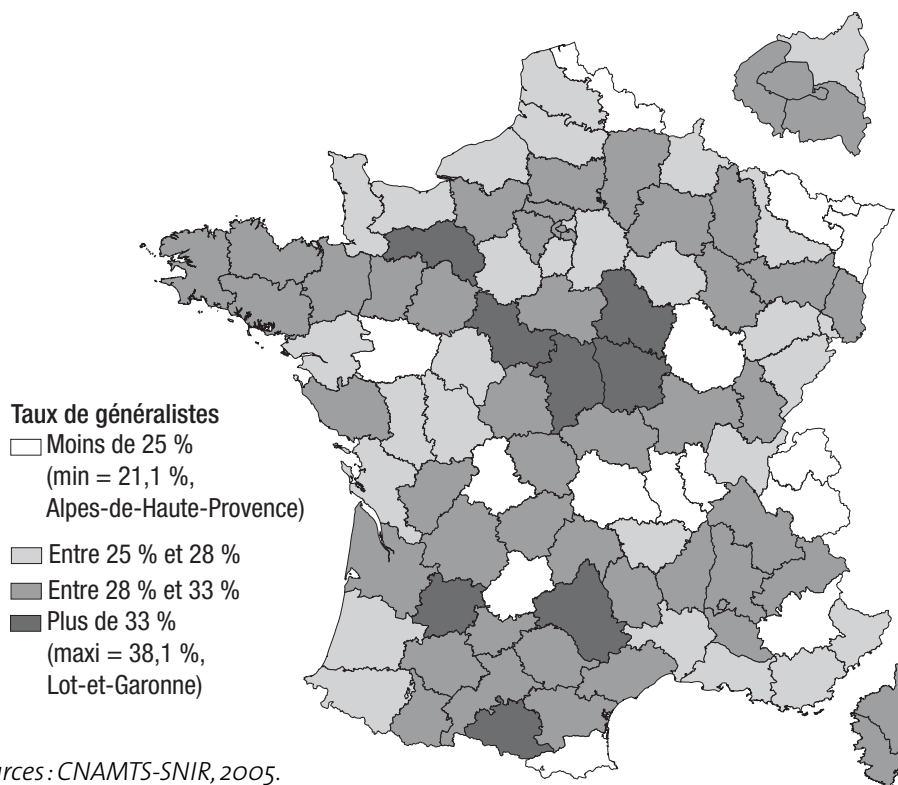 Taux de généralistes
Moins de 25 %
(min = 21,1 %,
Alpes-de-Haute-Provence)
Entre 25 % et 28 %
Entre 28 % et 33 %
Plus de 33 %
(maxi = 38,1 %,
Lot-et-Garonne)
rces : CNAMTS-SNIR, 2005.